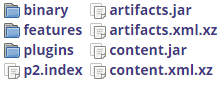 binary artifacts.jar
features artifacts.xml.xz
plugins content.jar
p2.index content.xml.xz